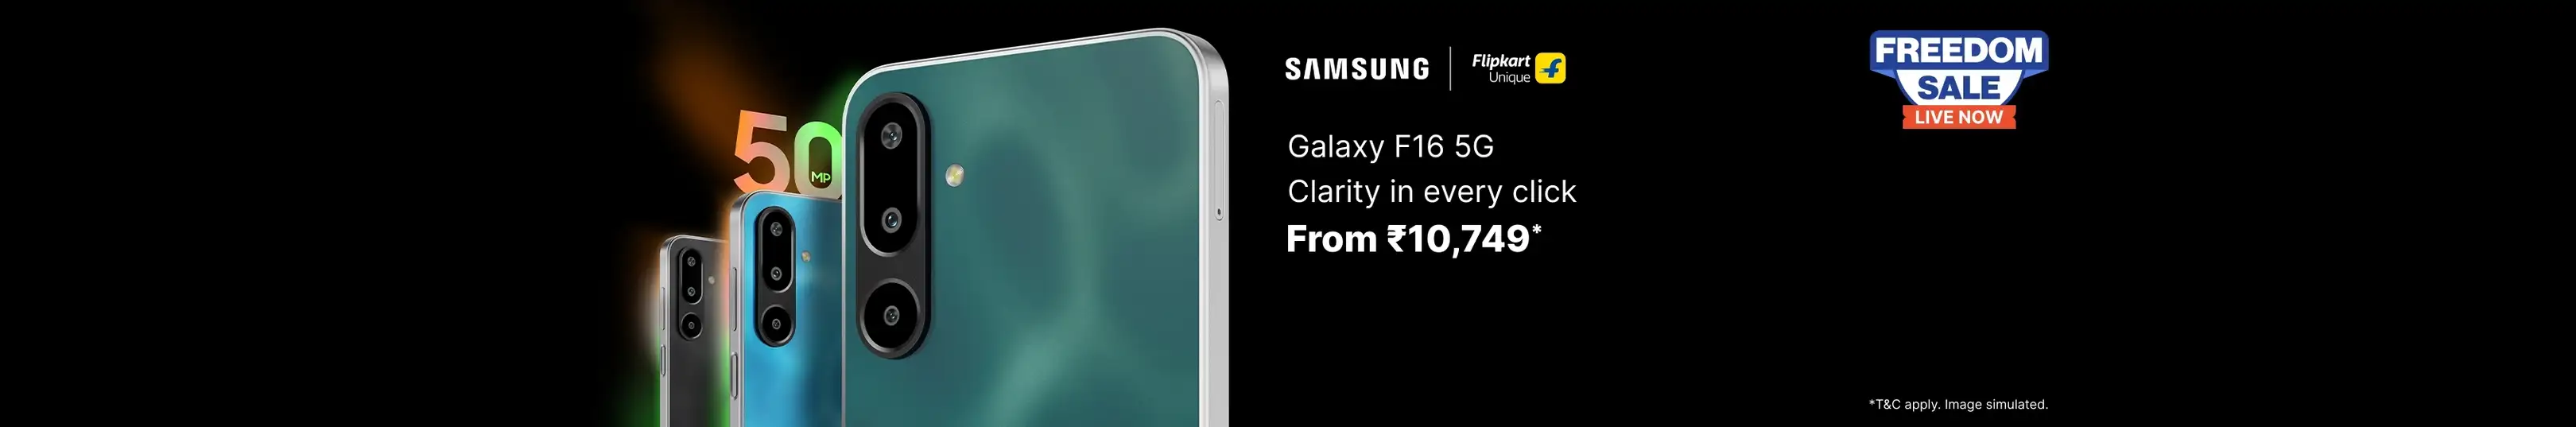 50
MP
SAMSUNG
Flipkart
Unique
Galaxy F16 5G
Clarity in every click
From ₹10,749*
FREEDOM
SALE
LIVE NOW
*T&C apply. Image simulated.